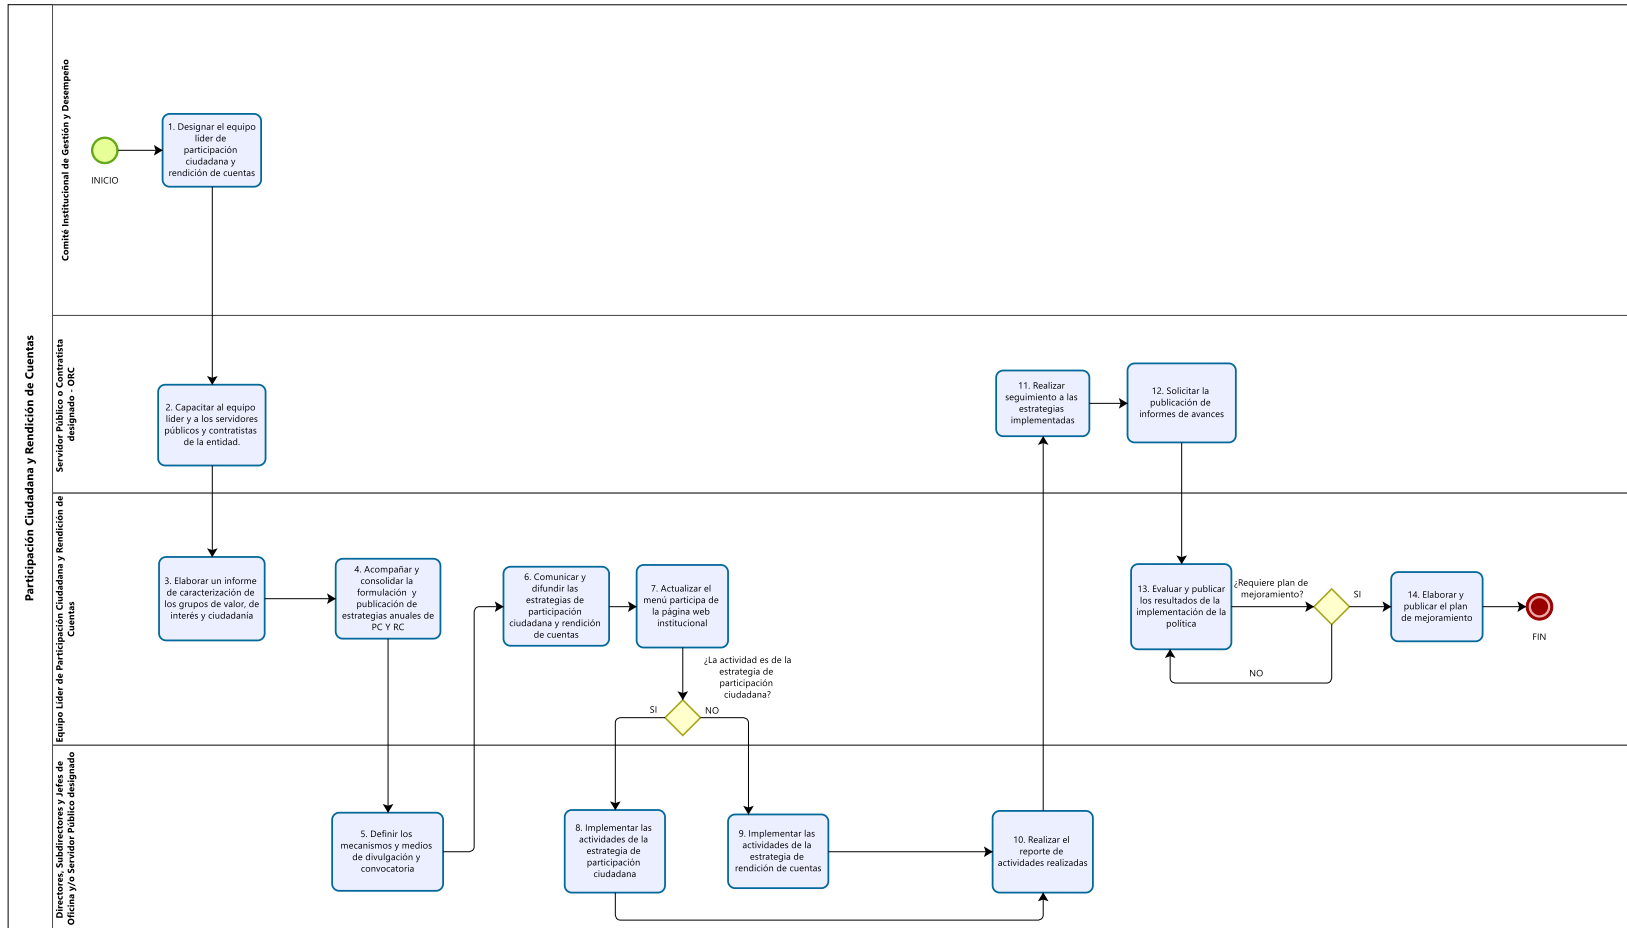 Participación Ciudadana y Rendición de Cuentas
Comité Institucional de Gestión y Desempeño
INICIO
1. Designar el equipo
líder de
participación
ciudadana y
rendición de cuentas
Servidor Público o Contratista
designado - ORC
2. Capacitar al equipo
líder y a los servidores
públicos y contratistas
de la entidad.
11. Realizar
seguimiento a las
estrategias
implementadas
12. Solicitar la
publicación de
informes de avances
Equipo Líder de Participación Ciudadana y Rendición de
Cuentas
3. Elaborar un informe
de caracterización de
los grupos de valor, de
interés y ciudadanía
4. Acompañar y
consolidar la
formulación y
publicación de
estrategias anuales de
PC Y RC
6. Comunicar y
difundir las
estrategias de
participación
ciudadana y rendición
de cuentas
7. Actualizar el
menú participa de
la página web
institucional
¿La actividad es de la
estrategia de
participación
ciudadana?
SI
NO
13. Evaluar y publicar
los resultados de la
implementación de la
política
¿Requiere plan de
mejoramiento?
SI
NO
14. Elaborar y
publicar el plan
de mejoramiento
FIN
Directores, Subdirectores y Jefes de
Oficina y/o Servidor Público designado
5. Definir los
mecanismos y medios
de divulgación y
convocatoria
8. Implementar las
actividades de la
estrategia de
participación
ciudadana
9. Implementar las
actividades de la
estrategia de
rendición de cuentas
10. Realizar el
reporte de
actividades realizadas